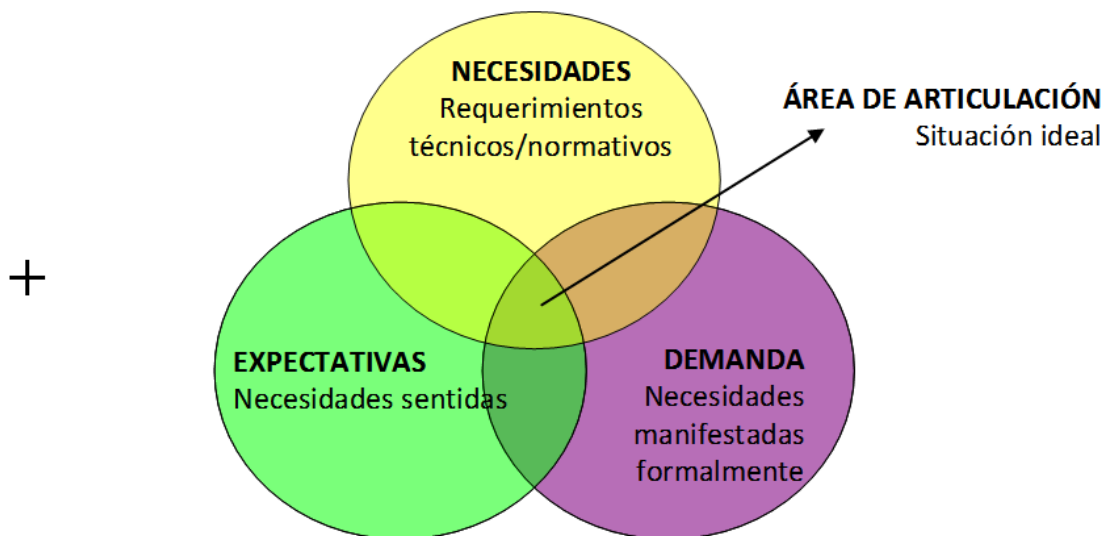 NECESIDADES
Requerimientos
técnicos/normativos
ÁREA DE ARTICULACIÓN
Situación ideal
+
EXPECTATIVAS
Necesidades sentidas
DEMANDA
Necesidades
manifestadas
formalmente